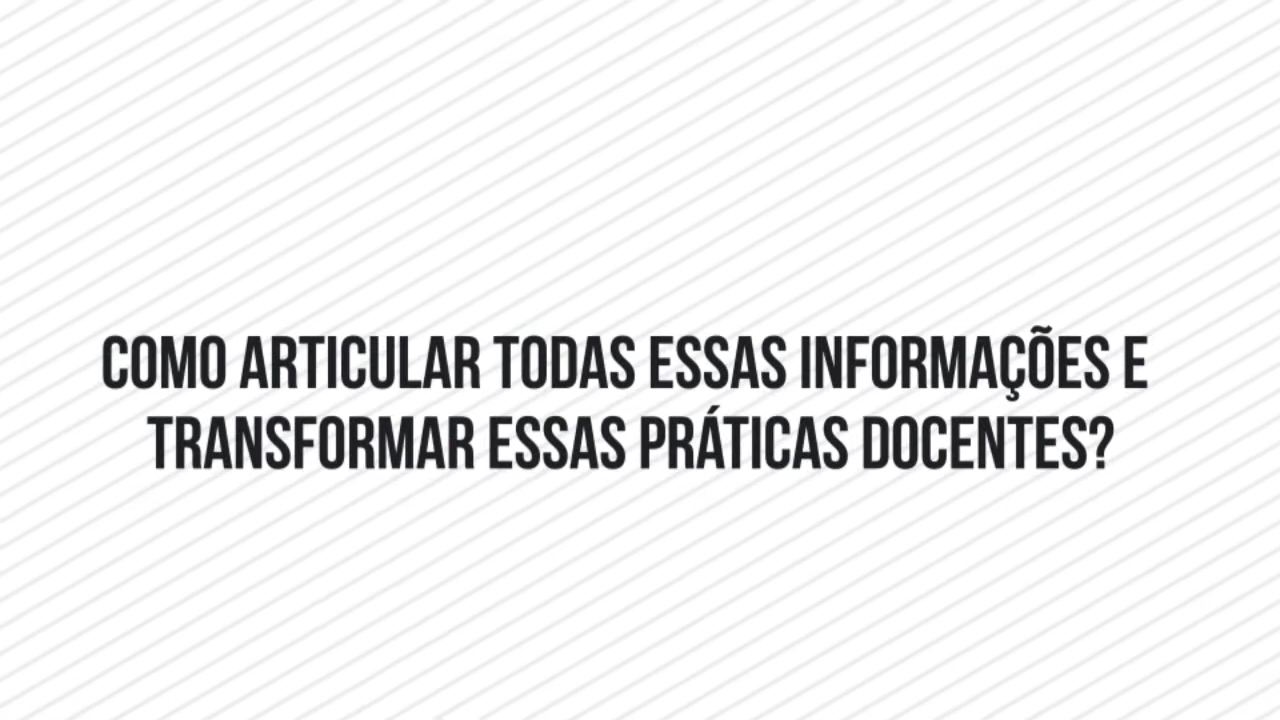 COMO ARTICULAR TODAS ESSAS INFORMAÇÕES E
TRANSFORMAR ESSAS PRÁTICAS DOCENTES?